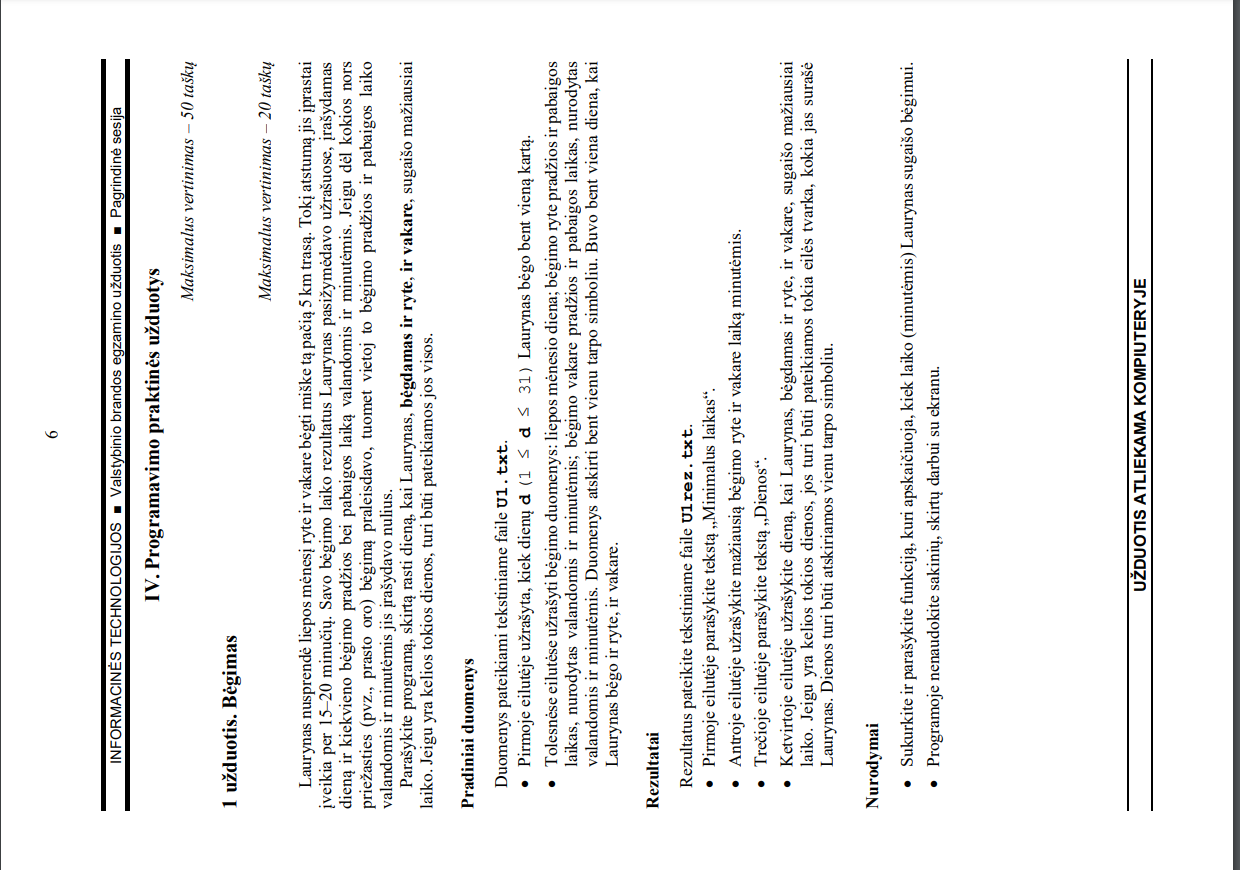 6
INFORMACINĖS TECHNOLOGIJOS ■ Valstybinio brandos egzamino užduotis ■ Pagrindinė sesija
IV. Programavimo praktinės užduotys
Maksimalus vertinimas – 50 taškų
1 užduotis. Bėgimas
Maksimalus vertinimas – 20 taškų
Laurynas nusprendė liepos mėnesį ryte ir vakare bėgti miške tą pačią 5 km trasą. Tokį atstumą jis įprastai
įveikia per 15–20 minučių. Savo bėgimo laiko rezultatus Laurynas pasižymėdavo užrašuose, įrašydamas
dieną ir kiekvieno bėgimo pradžios bei pabaigos laiką valandomis ir minutėmis. Jeigu dėl kokios nors
priežasties (pvz., prasto oro) bėgimą praleisdavo, tuomet vietoj to bėgimo pradžios ir pabaigos laiko
valandomis ir minutėmis jis įrašydavo nulius.
Parašykite programą, skirtą rasti dieną, kai Laurynas, bėgdamas ir ryte, ir vakare, sugaišo mažiausiai
laiko. Jeigu yra kelios tokios dienos, turi būti pateikiamos jos visos.
Pradiniai duomenys
Duomenys pateikiami tekstiniame faile U1.txt.
● Pirmoje eilutėje užrašyta, kiek dienų d (1 ≤ d ≤ 31) Laurynas bėgo bent vieną kartą.
● Tolesnėse eilutėse užrašyti bėgimo duomenys: liepos mėnesio diena; bėgimo ryte pradžios ir pabaigos
laikas, nurodytas valandomis ir minutėmis; bėgimo vakare pradžios ir pabaigos laikas, nurodytas
valandomis ir minutėmis. Duomenys atskirti bent vienu tarpo simboliu. Buvo bent viena diena, kai
Laurynas bėgo ir ryte, ir vakare.
Rezultatai
Rezultatus pateikite tekstiniame faile U1rez.txt.
● Pirmoje eilutėje parašykite tekstą „Minimalus laikas“.
● Antroje eilutėje užrašykite mažiausią bėgimo ryte ir vakare laiką minutėmis.
● Trečioje eilutėje parašykite tekstą „Dienos“.
● Ketvirtoje eilutėje užrašykite dieną, kai Laurynas, bėgdamas ir ryte, ir vakare, sugaišo mažiausiai
laiko. Jeigu yra kelios tokios dienos, jos turi būti pateikiamos tokia eilės tvarka, kokia jas surašė
Laurynas. Dienos turi būti atskiriamos vienu tarpo simboliu.
Nurodymai
● Sukurkite ir parašykite funkciją, kuri apskaičiuoja, kiek laiko (minutėmis) Laurynas sugaišo bėgimui.
● Programoje nenaudokite sakinių, skirtų darbui su ekranu.
UŽDUOTIS ATLIEKAMA KOMPIUTERYJE